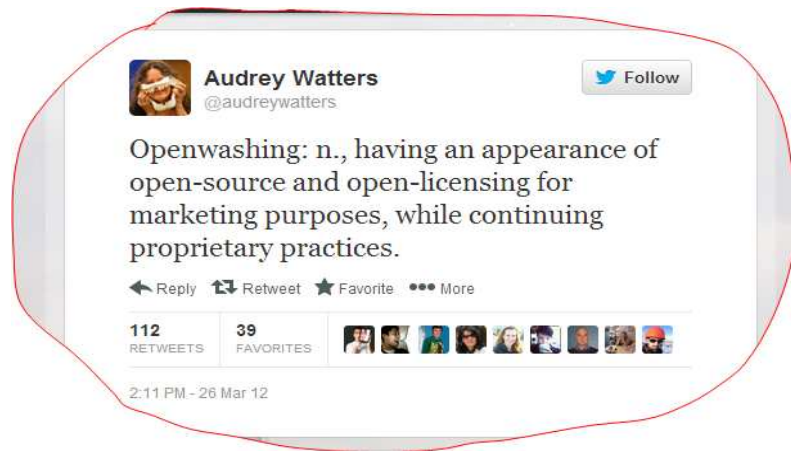 Audrey Watters
@audreywatters
Follow
Openwashing: n., having an appearance of
open-source and open-licensing for
marketing purposes, while continuing
proprietary practices.
Reply Retweet Favorite More
112
RETWEETS
39
FAVORITES
2:11 PM - 26 Mar 12